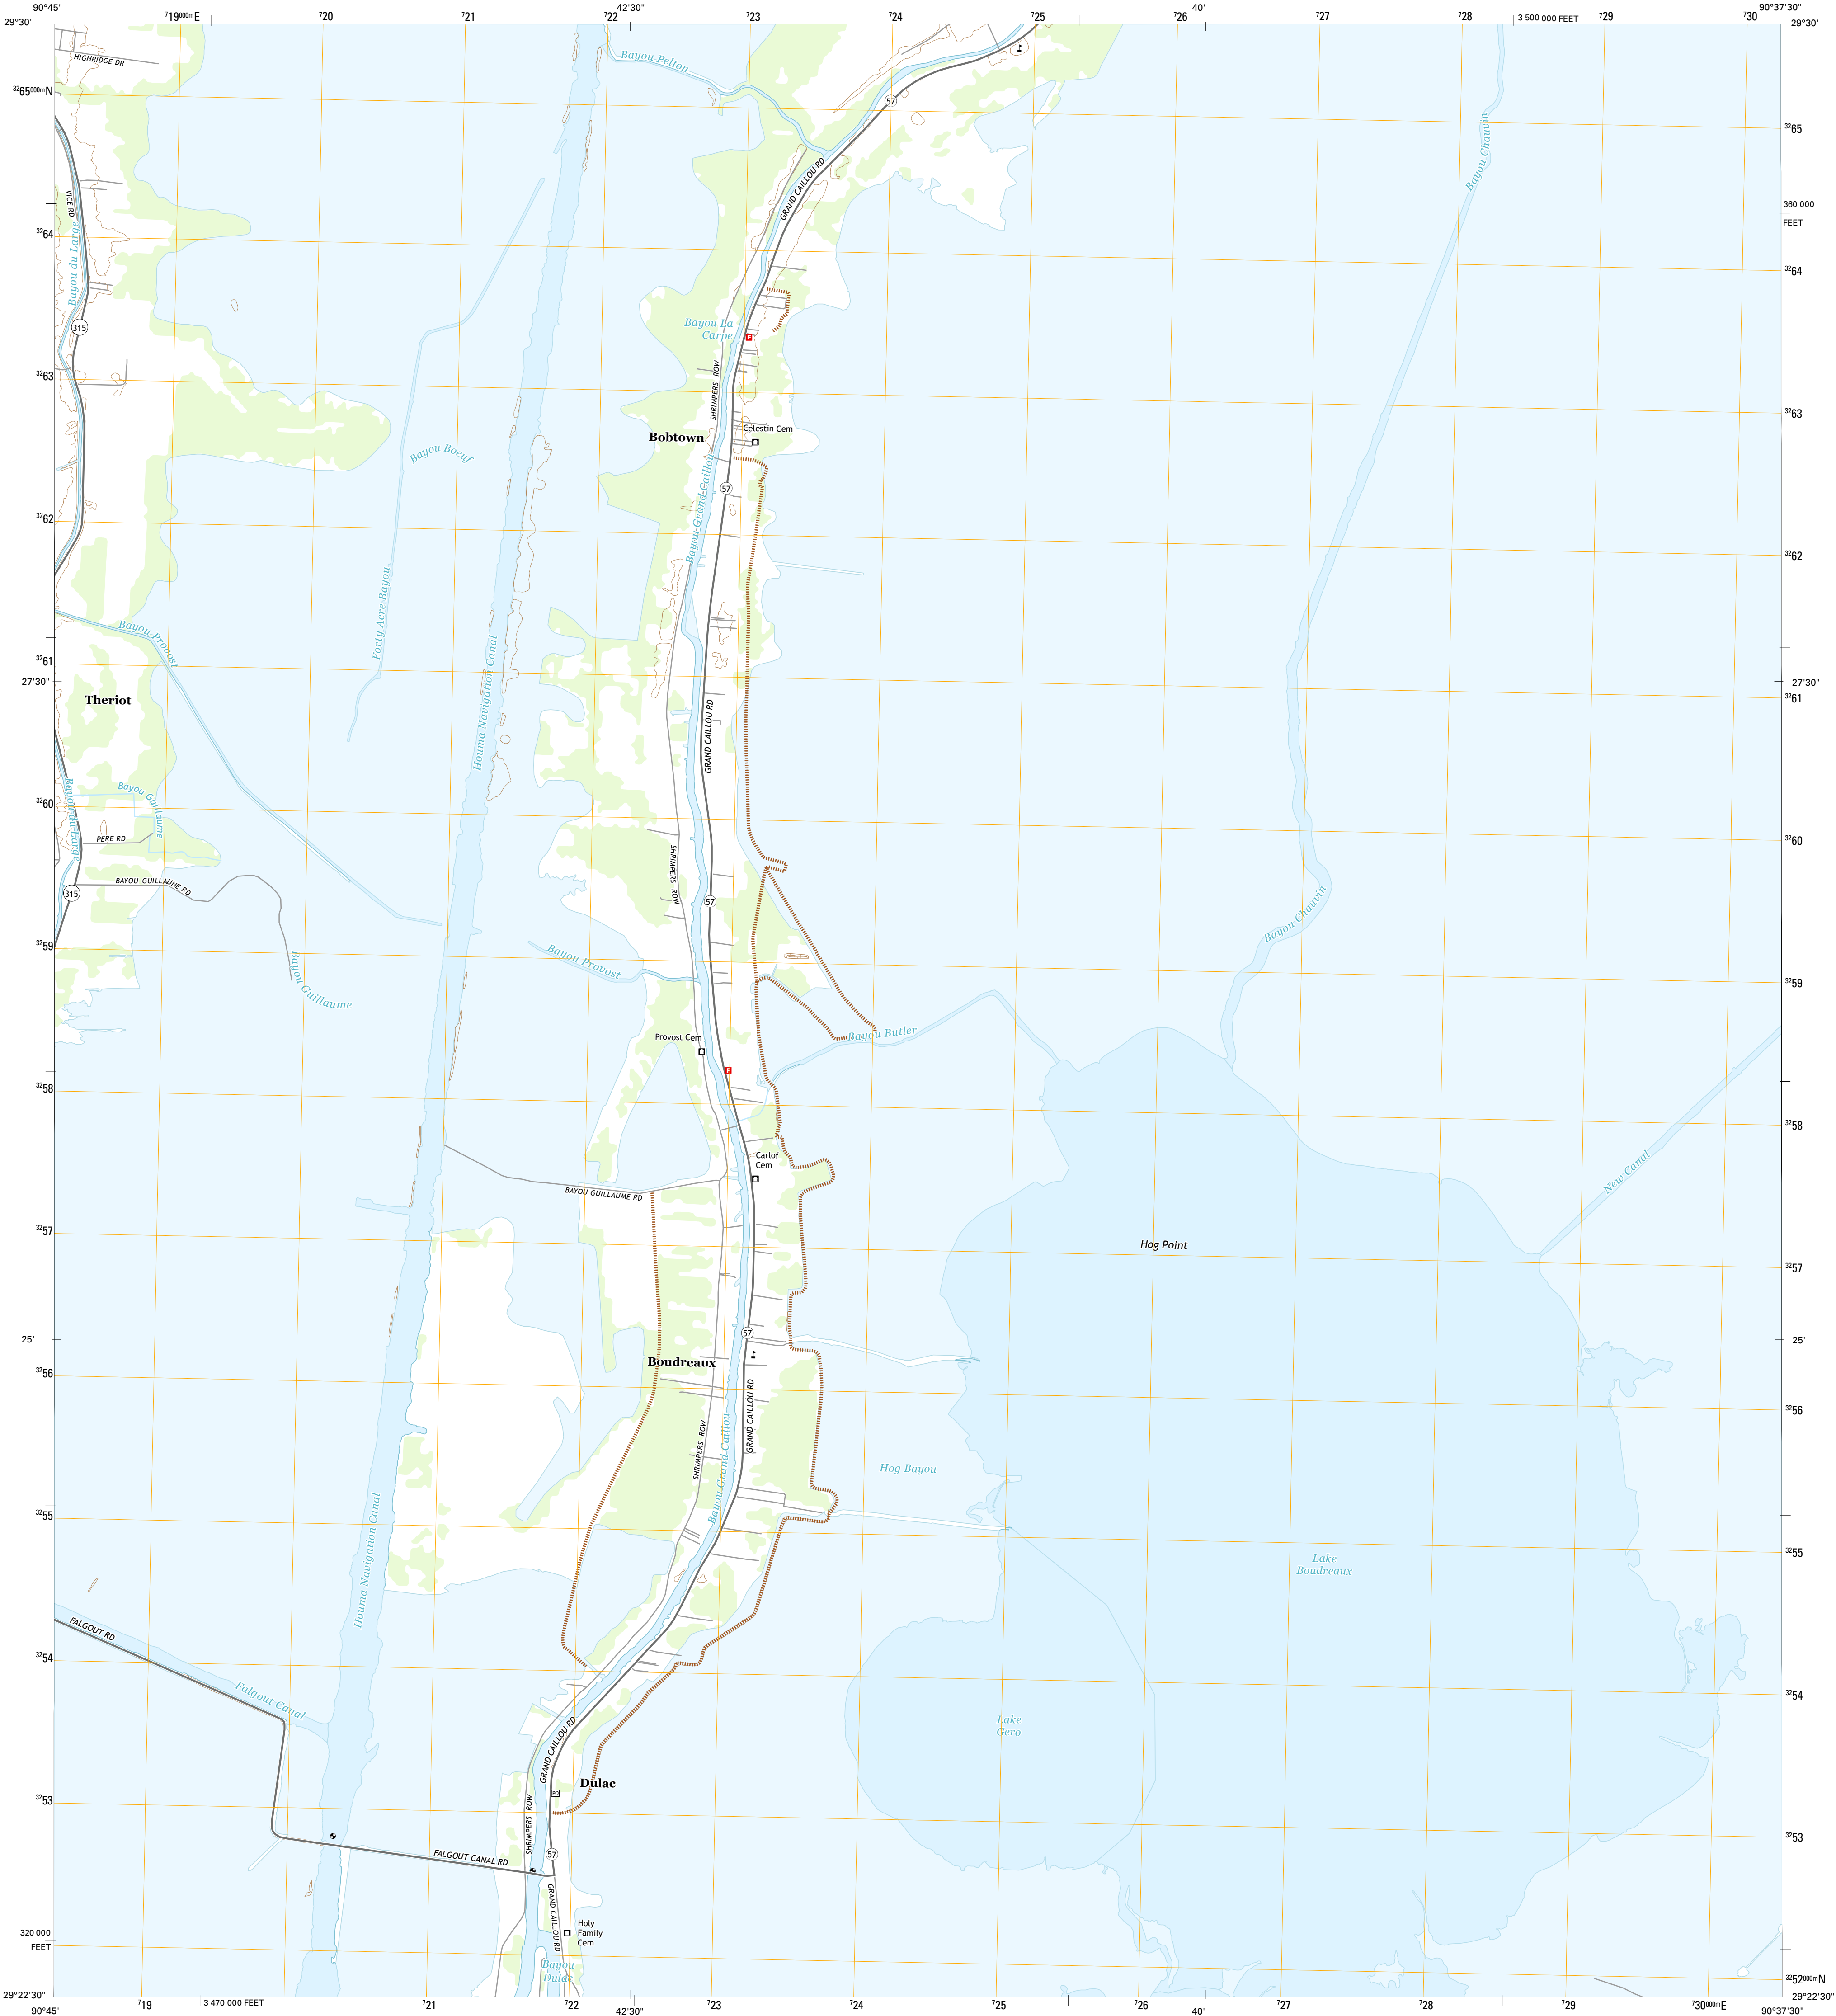 90°45'
⁷19⁰⁰⁰ᵐE
⁷20
⁷21
⁷22
42'30"
⁷23
⁷24
⁷25
⁷26
40'
⁷27
⁷28
3 500 000 FEET
⁷29
⁷30
90°37'30"
29°30'
29°30'
HIGHRIDGE DR
Bayou Pelton
57
³²65⁰⁰⁰ᵐN
Bayou Chauvin
³²65
VICE RD
GRAND CAILLOU RD
360 000
FEET
³²64
Bayou du Large
³²64
315
Bayou La
Carpe
F
³²63
SHRIMPERS ROW
³²63
Celestin Cem
Bobtown
Bayou Boeuf
Bayou Grand Caillou
57
³²62
³²62
Forty Acre Bayou
Bayou Provost
Houma Navigation Canal
³²61
27'30"
27'30"
³²61
Theriot
GRAND CAILLOU RD
Bayou Guillaume
Bayou du Large
³²60
PERE RD
³²60
SHRIMPERS ROW
BAYOU GUILLAUNE RD
315
57
Bayou Chauvin
³²59
Bayou Provost
Bayou Guillaume
³²59
Provost Cem
Bayou Butler
F
³²58
³²58
Carlof
Cem
New Canal
BAYOU GUILLAUME RD
³²57
Hog Point
³²57
57
25'
25'
Boudreaux
³²56
GRAND CAILLOU RD
³²56
SHRIMPERS ROW
Bayou Grand Caillou
Hog Bayou
Houma Navigation Canal
³²55
³²55
Lake
Boudreaux
FALGOUT RD
³²54
Falgout Canal
³²54
Lake
Gero
GRAND CAILLOU RD
Dulac
PO
³²53
SHRIMPERS ROW
³²53
FALGOUT CANAL RD
57
GRAND CAILLOU RD
Holy
Family
Cem
320 000
FEET
Bayou
Dulac
³²52⁰⁰⁰ᵐN
29°22'30"
29°22'30"
90°45'
⁷19
3 470 000 FEET
⁷21
⁷22
42'30"
⁷23
⁷24
⁷25
⁷26
40'
⁷27
⁷28
⁷29
⁷30⁰⁰⁰ᵐE
90°37'30"